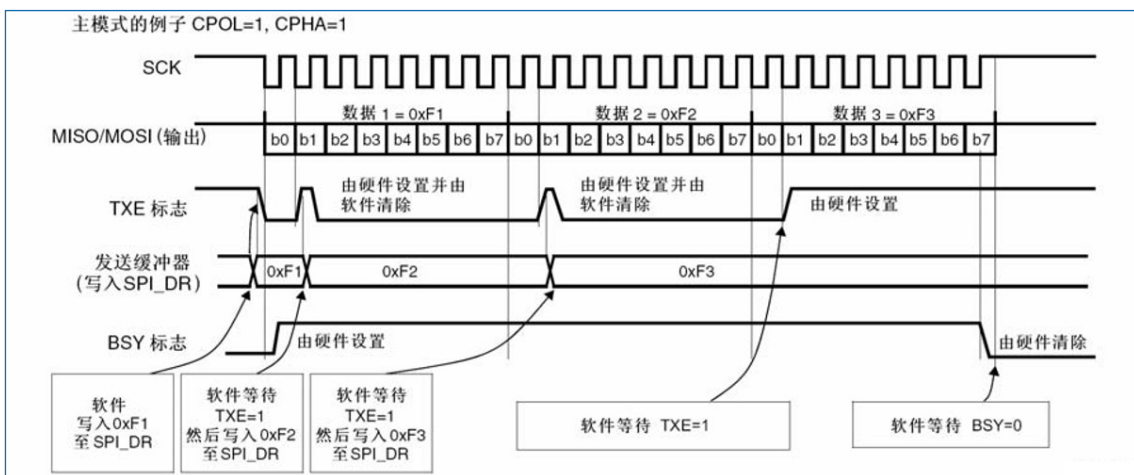 主模式的例子 CPOL=1, CPHA=1
SCK
数据 1 = 0xF1
数据 2 = 0xF2
数据 3 = 0xF3
MISO/MOSI (输出)
b0 b1 b2 b3 b4 b5 b6 b7 b0 b1 b2 b3 b4 b5 b6 b7 b0 b1 b2 b3 b4 b5 b6 b7
TXE 标志
由硬件设置并由
软件清除
由硬件设置并由
软件清除
由硬件设置
发送缓冲器
(写入SPI_DR)
0xF1
0xF2
0xF3
BSY 标志
由硬件设置
由硬件清除
软件
写入0xF1
至SPI_DR
软件等待
TXE=1
然后写入0xF2
至SPI_DR
软件等待
TXE=1
然后写入0xF3
至SPI_DR
软件等待 TXE=1
软件等待 BSY=0